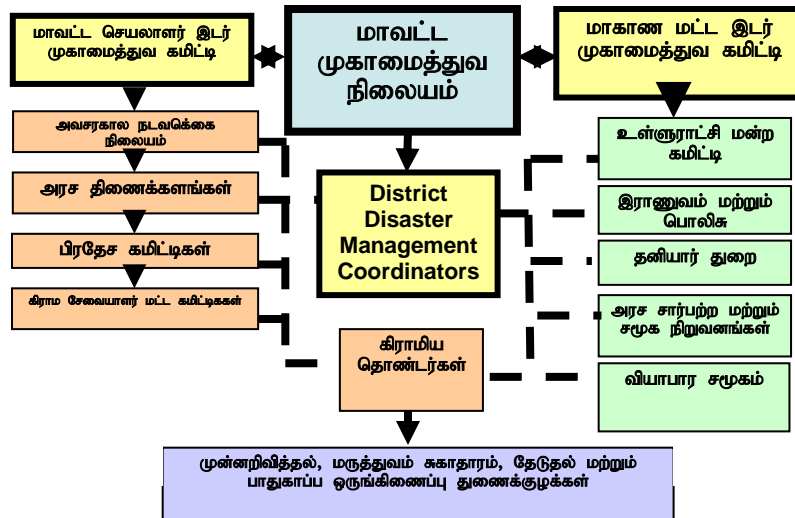 மாவட்ட செயலாளர் இடர்
முகாமைத்துவ கமிட்டி
மாவட்ட
முகாமைத்துவ
நிலையம்
மாகாண மட்ட இடர்
முகாமைத்துவ கமிட்டி
அவசரகால நடவக்கை
நிலையம்
அரச திணைக்களங்கள்
பிரதேச கமிட்டிகள்
கிராம சேவையாளர் மட்ட கமிட்டிககள்
District
Disaster
Management
Coordinators
கிராமிய
தொண்டர்கள்
உள்ளுராட்சி மன்ற
கமிட்டி
இராணுவம் மற்றும்
பொலிசு
தனியார் துறை
அரச சார்பற்ற மற்றும்
சமூக நிறுவனங்கள்
வியாபார சமூகம்
முன்னறிவித்தல், மருத்துவம் சுகாதாரம், தேடுதல் மற்றும்
பாதுகாப்ப ஒருங்கிணைப்பு துணைக்குழக்கள்